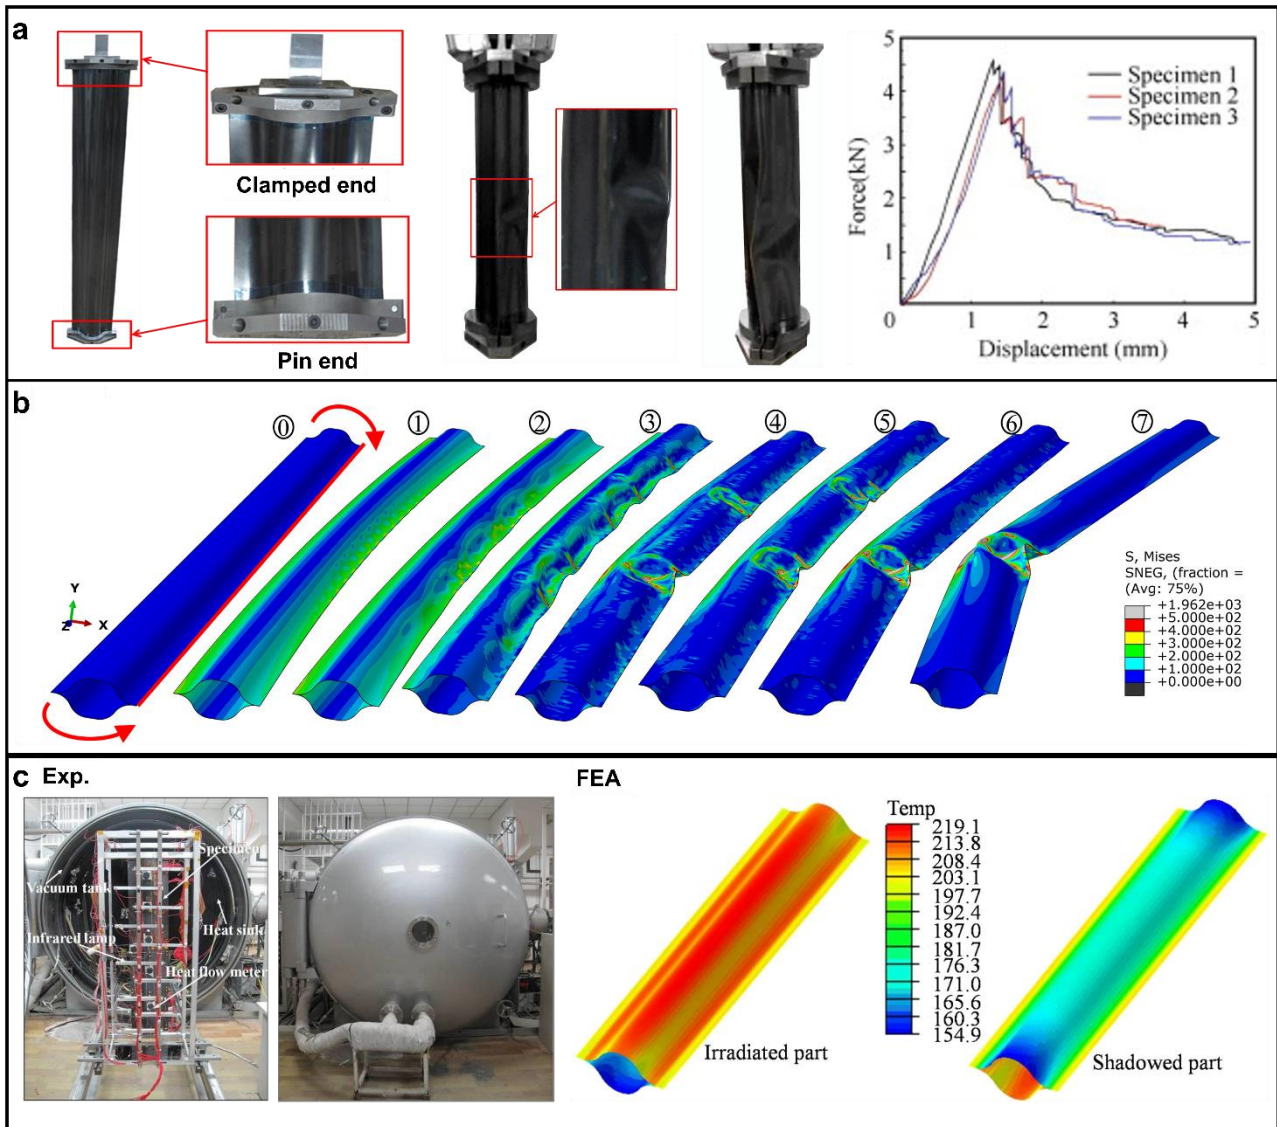 a
Clamped end
Pin end
Force(kN)
5
4
3
2
1
0
1
2
3
4
5
Displacement (mm)
Specimen 1
Specimen 2
Specimen 3
b
⓪
①
②
③
④
⑤
⑥
⑦
Y
Z
X
S, Mises
SNEG, (fraction =
(Avg: 75%)
+1.962e+03
+5.000e+02
+4.000e+02
+3.000e+02
+2.000e+02
+1.000e+02
+0.000e+00
c Exp.
Specimen
Vacuum tank
Heat sink
Infrared lamp
Heat flow meter
FEA
Temp
219.1
213.8
208.4
203.1
197.7
192.4
187.0
181.7
176.3
171.0
165.6
160.3
154.9
Irradiated part
Shadowed part